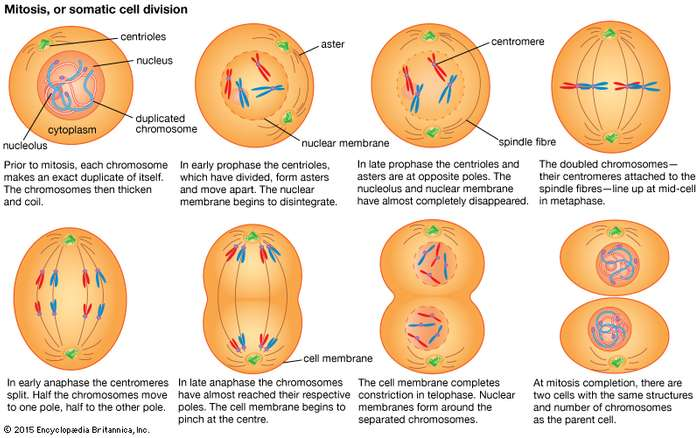 Mitosis, or somatic cell division
centrioles
nucleus
duplicated
chromosome
cytoplasm
nucleolus
aster
nuclear membrane
centromere
spindle fibre
Prior to mitosis, each chromosome
makes an exact duplicate of itself.
The chromosomes then thicken
and coil.
In early prophase the centrioles,
which have divided, form asters
and move apart. The nuclear
membrane begins to disintegrate.
In late prophase the centrioles and
asters are at opposite poles. The
nucleolus and nuclear membrane
have almost completely disappeared.
The doubled chromosomes—
their centromeres attached to the
spindle fibres—line up at mid-cell
in metaphase.
cell membrane
In early anaphase the centromeres
split. Half the chromosomes move
to one pole, half to the other pole.
In late anaphase the chromosomes
have almost reached their respective
poles. The cell membrane begins to
pinch at the centre.
The cell membrane completes
constriction in telophase. Nuclear
membranes form around the
separated chromosomes.
At mitosis completion, there are
two cells with the same structures
and number of chromosomes
as the parent cell.
© 2015 Encyclopædia Britannica, Inc.